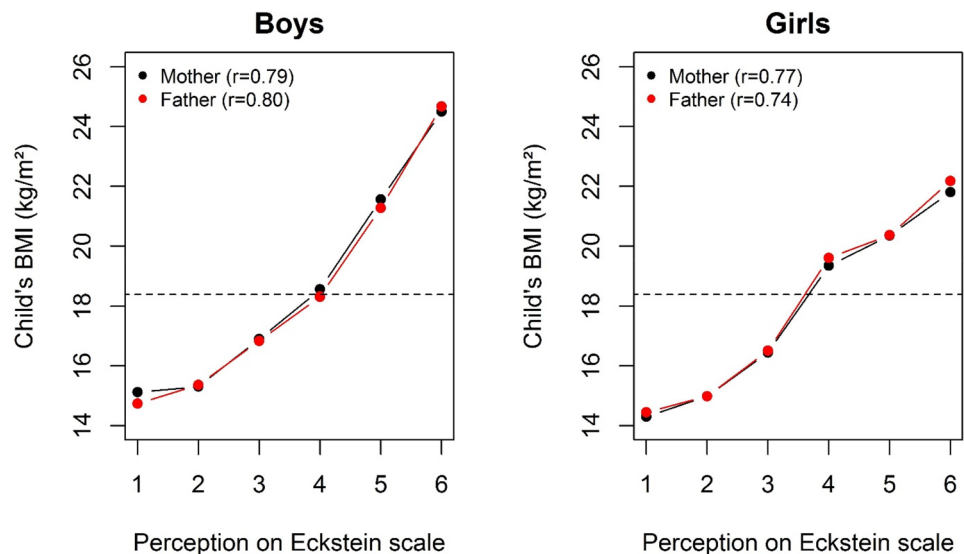 Boys
Mother (r=0.79)
Father (r=0.80)
Child's BMI (kg/m²)
26
24
22
20
18
16
14
1 2 3 4 5 6
Perception on Eckstein scale
Girls
Mother (r=0.77)
Father (r=0.74)
Child's BMI (kg/m²)
26
24
22
20
18
16
14
1 2 3 4 5 6
Perception on Eckstein scale